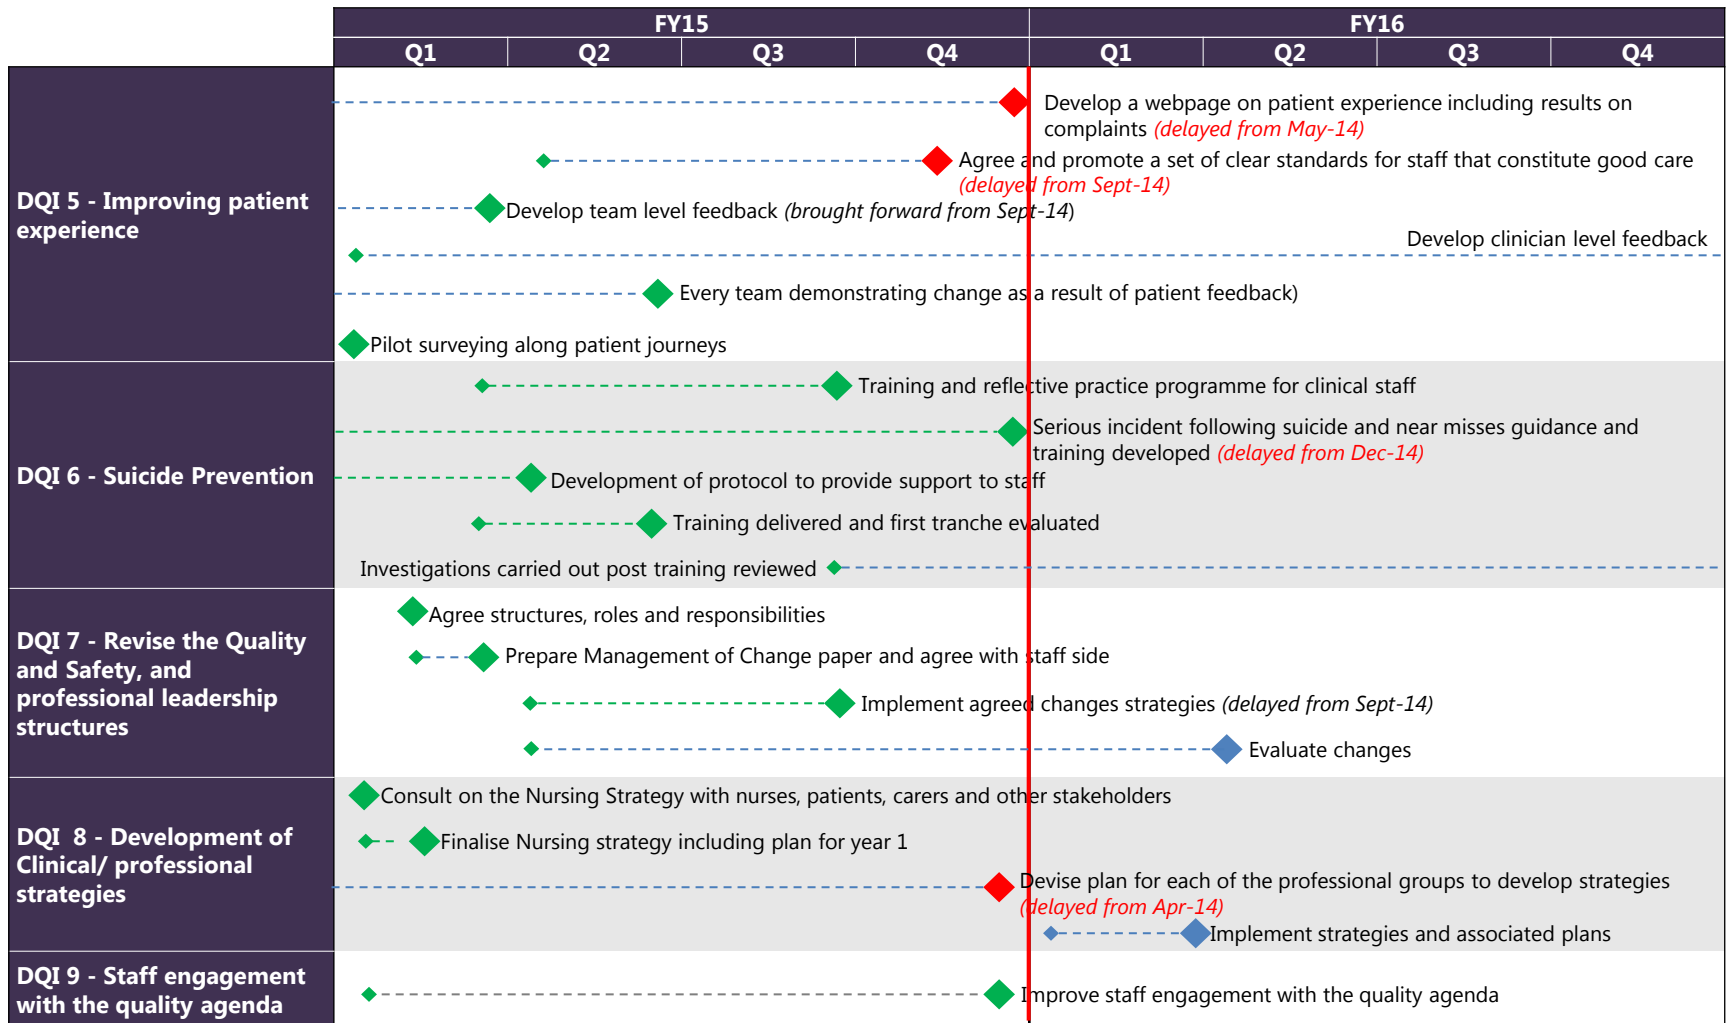 FY15
FY16
Q1
Q2
Q3
Q4
Q1
Q2
Q3
Q4
DQI 5 - Improving patient
experience
Develop a webpage on patient experience including results on
complaints (delayed from May-14)
Agree and promote a set of clear standards for staff that constitute good care
(delayed from Sept-14)
Develop team level feedback (brought forward from Sept-14)
Develop clinician level feedback
Every team demonstrating change as a result of patient feedback)
Pilot surveying along patient journeys
DQI 6 - Suicide Prevention
Training and reflective practice programme for clinical staff
Serious incident following suicide and near misses guidance and
training developed (delayed from Dec-14)
Development of protocol to provide support to staff
Training delivered and first tranche evaluated
Investigations carried out post training reviewed
DQI 7 - Revise the Quality
and Safety, and
professional leadership
structures
Agree structures, roles and responsibilities
Prepare Management of Change paper and agree with staff side
Implement agreed changes strategies (delayed from Sept-14)
Evaluate changes
DQI  8 - Development of
Clinical/ professional
strategies
Consult on the Nursing Strategy with nurses, patients, carers and other stakeholders
Finalise Nursing strategy including plan for year 1
Devise plan for each of the professional groups to develop strategies
(delayed from Apr-14)
Implement strategies and associated plans
DQI 9 - Staff engagement
with the quality agenda
Improve staff engagement with the quality agenda